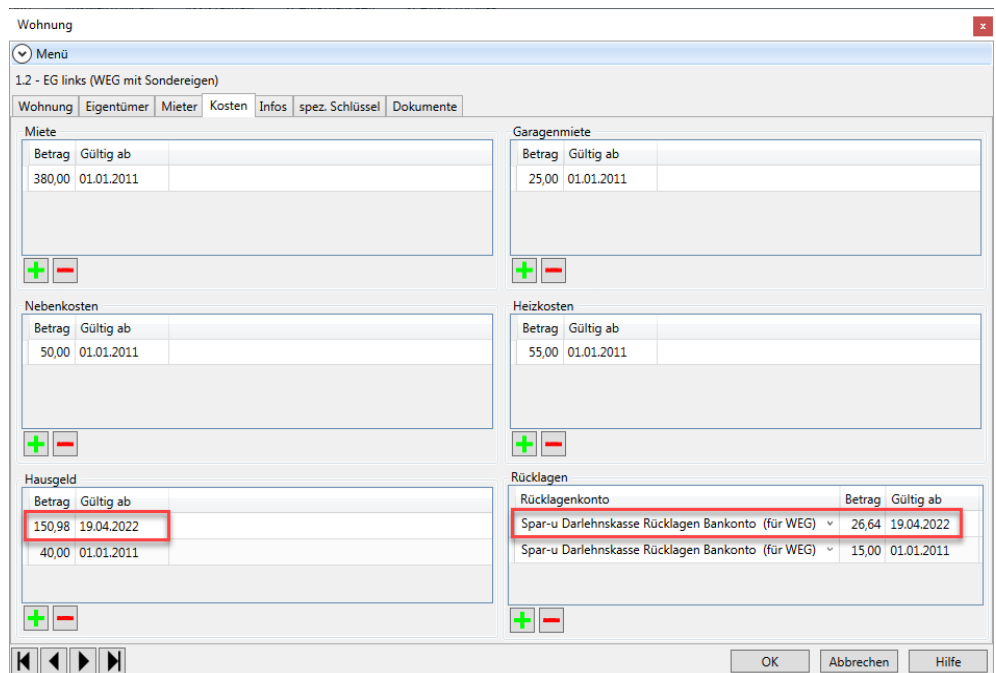 Wohnung
x
Menü
1.2 - EG links (WEG mit Sondereigen)
Wohnung Eigentümer Mieter Kosten Infos spez. Schlüssel Dokumente
Miete
Betrag Gültig ab
380,00 01.01.2011
Garagenmiete
Betrag Gültig ab
25,00 01.01.2011
Nebenkosten
Betrag Gültig ab
50,00 01.01.2011
Heizkosten
Betrag Gültig ab
55,00 01.01.2011
Hausgeld
Betrag Gültig ab
150,98 19.04.2022
40,00 01.01.2011
Rücklagen
Rücklagenkonto Betrag Gültig ab
Spar-u Darlehnskasse Rücklagen Bankonto (für WEG) 26,64 19.04.2022
Spar-u Darlehnskasse Rücklagen Bankonto (für WEG) 15,00 01.01.2011
OK Abbrechen Hilfe